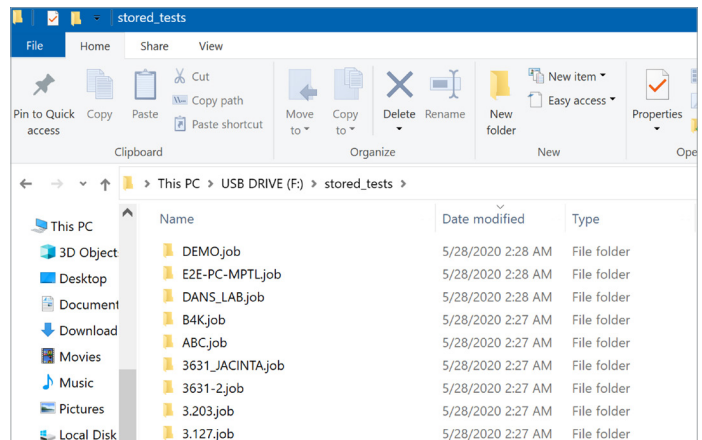 stored_tests
File Home Share View
Pin to Quick access
Copy
Paste
Cut
Copy path
Paste shortcut
Move to
Copy to
Delete
Rename
New folder
New item
Easy access
Properties
Clipboard Organize New Ope
This PC > USB DRIVE (F:) > stored_tests >
Name Date modified Type
This PC
3D Object
Desktop
Document
Download
Movies
Music
Pictures
Local Disk
DEMO.job 5/28/2020 2:28 AM File folder
E2E-PC-MPTL.job 5/28/2020 2:28 AM File folder
DANS_LAB.job 5/28/2020 2:28 AM File folder
B4K.job 5/28/2020 2:27 AM File folder
ABC.job 5/28/2020 2:27 AM File folder
3631_JACINTA.job 5/28/2020 2:27 AM File folder
3631-2.job 5/28/2020 2:27 AM File folder
3.203.job 5/28/2020 2:27 AM File folder
3.127.job 5/28/2020 2:27 AM File folder